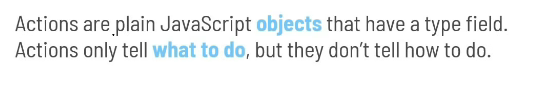 Actions are plain JavaScript objects that have a type field.
Actions only tell what to do, but they don't tell how to do.